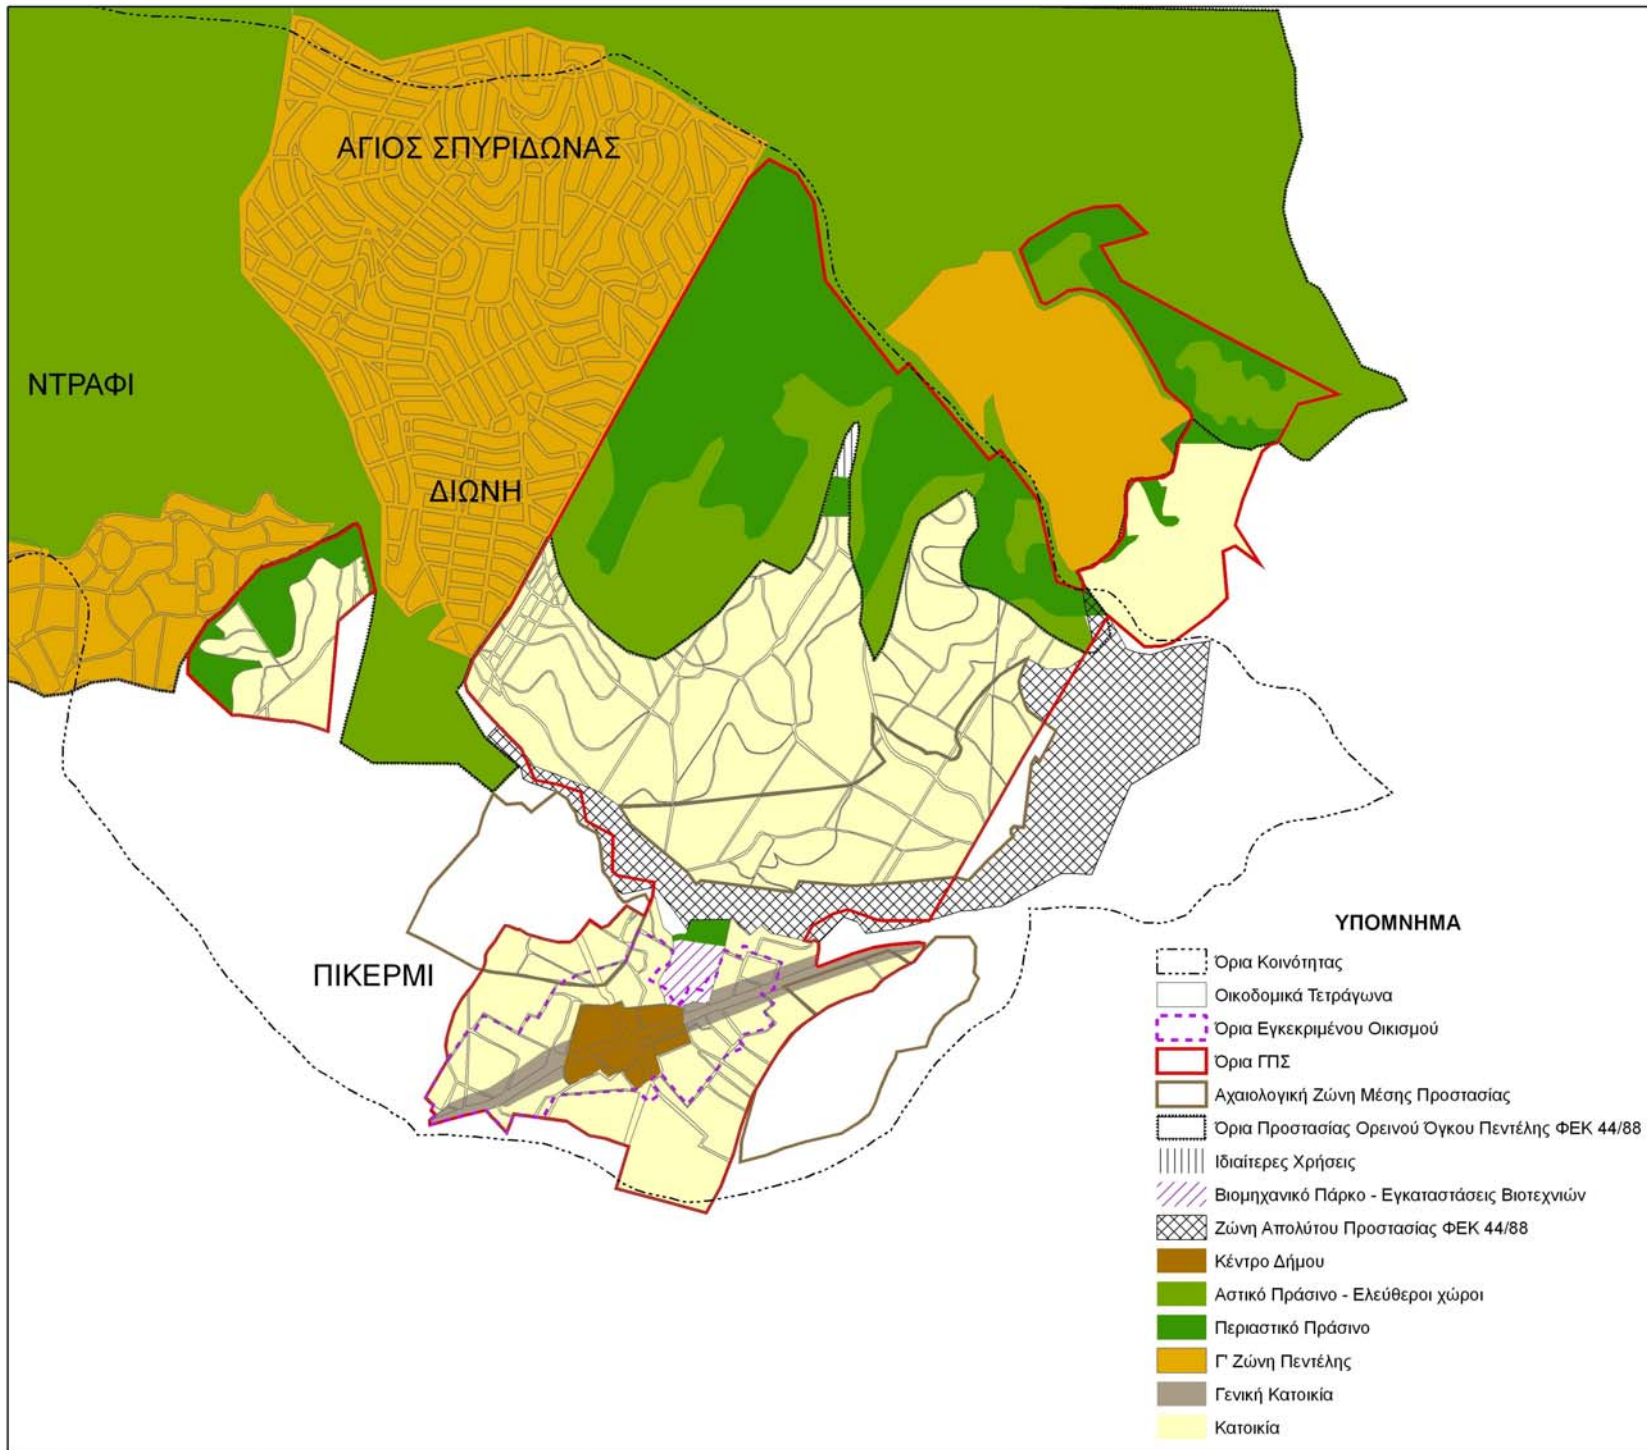 ΑΓΙΟΣ ΣΠΥΡΙΔΩΝΑΣ
ΝΤΡΑΦΙ
ΔΙΩΝΗ
ΠΙΚΕΡΜΙ
ΥΠΟΜΝΗΜΑ
Όρια Κοινότητας
Οικοδομικά Τετράγωνα
Όρια Εγκεκριμένου Οικισμού
Όρια ΓΠΣ
Αχαιολογική Ζώνη Μέσης Προστασίας
Όρια Προστασίας Ορεινού Όγκου Πεντέλης ΦΕΚ 44/88
Ιδιαίτερες Χρήσεις
Βιομηχανικό Πάρκο - Εγκαταστάσεις Βιοτεχνιών
Ζώνη Απολύτου Προστασίας ΦΕΚ 44/88
Κέντρο Δήμου
Αστικό Πράσινο - Ελεύθεροι χώροι
Περιαστικό Πράσινο
Γ' Ζώνη Πεντέλης
Γενική Κατοικία
Κατοικία